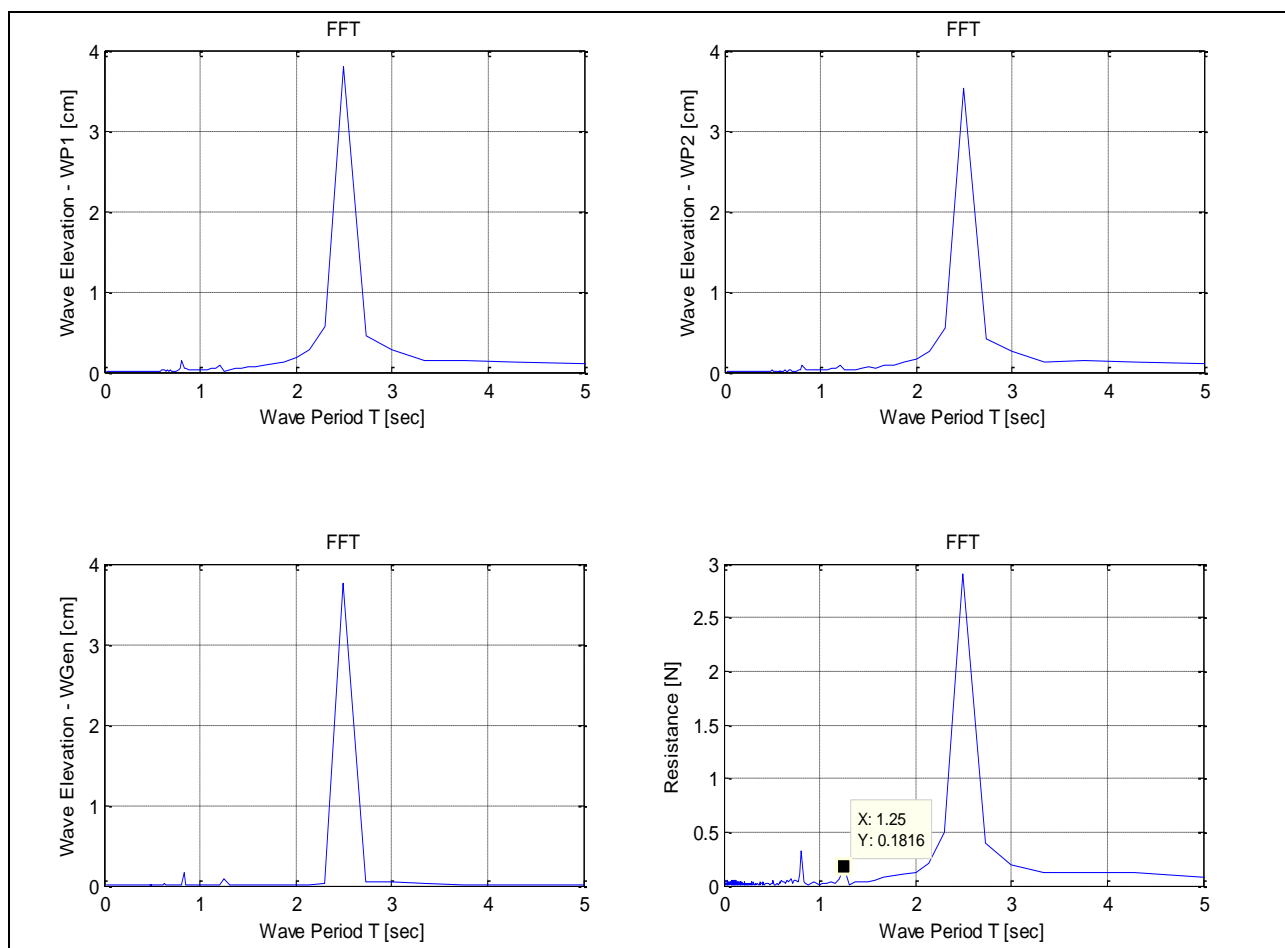 FFT
4
3
2
1
0
Wave Elevation - WP1 [cm]
0 1 2 3 4 5
Wave Period T [sec]
FFT
4
3
2
1
0
Wave Elevation - WP2 [cm]
0 1 2 3 4 5
Wave Period T [sec]
FFT
4
3
2
1
0
Wave Elevation - WGen [cm]
0 1 2 3 4 5
Wave Period T [sec]
FFT
3
2.5
2
1.5
1
0.5
0
Resistance [N]
X: 1.25
Y: 0.1816
0 1 2 3 4 5
Wave Period T [sec]